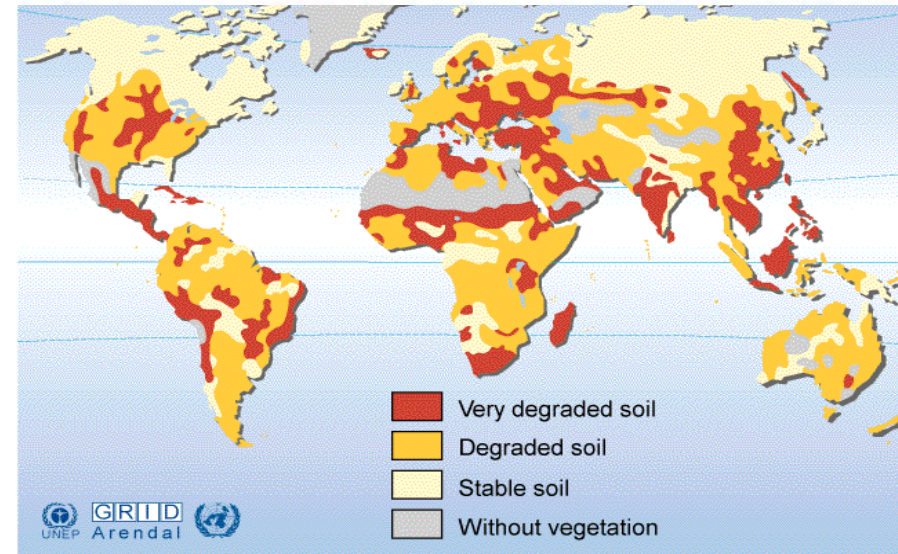 Very degraded soil
Degraded soil
Stable soil
Without vegetation
UNEP
GRID
Arendal